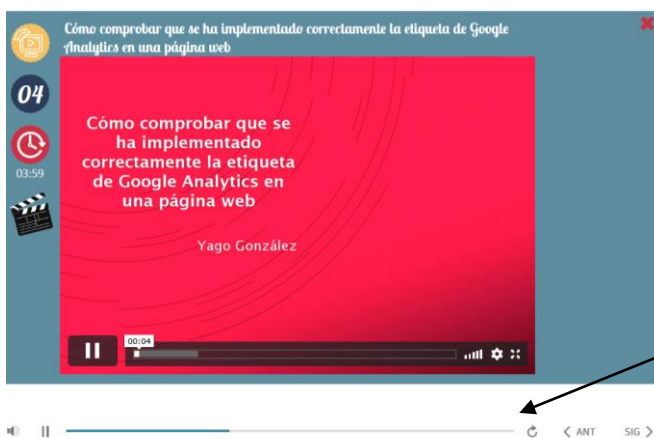 Cómo comprobar que se ha implementado correctamente la etiqueta de Google
Analytics en una página web
04
03:59
Cómo comprobar que se
ha implementado
correctamente la etiqueta
de Google Analytics en
una página web
Yago González
00:04
ANT
SIG